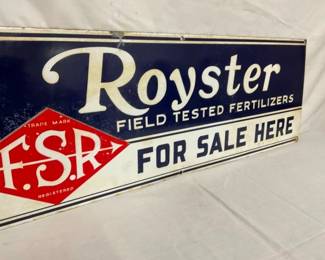 Royster
FIELD TESTED FERTILIZERS
TRADE MARK
F.S.R.
REGISTERED
FOR SALE HERE